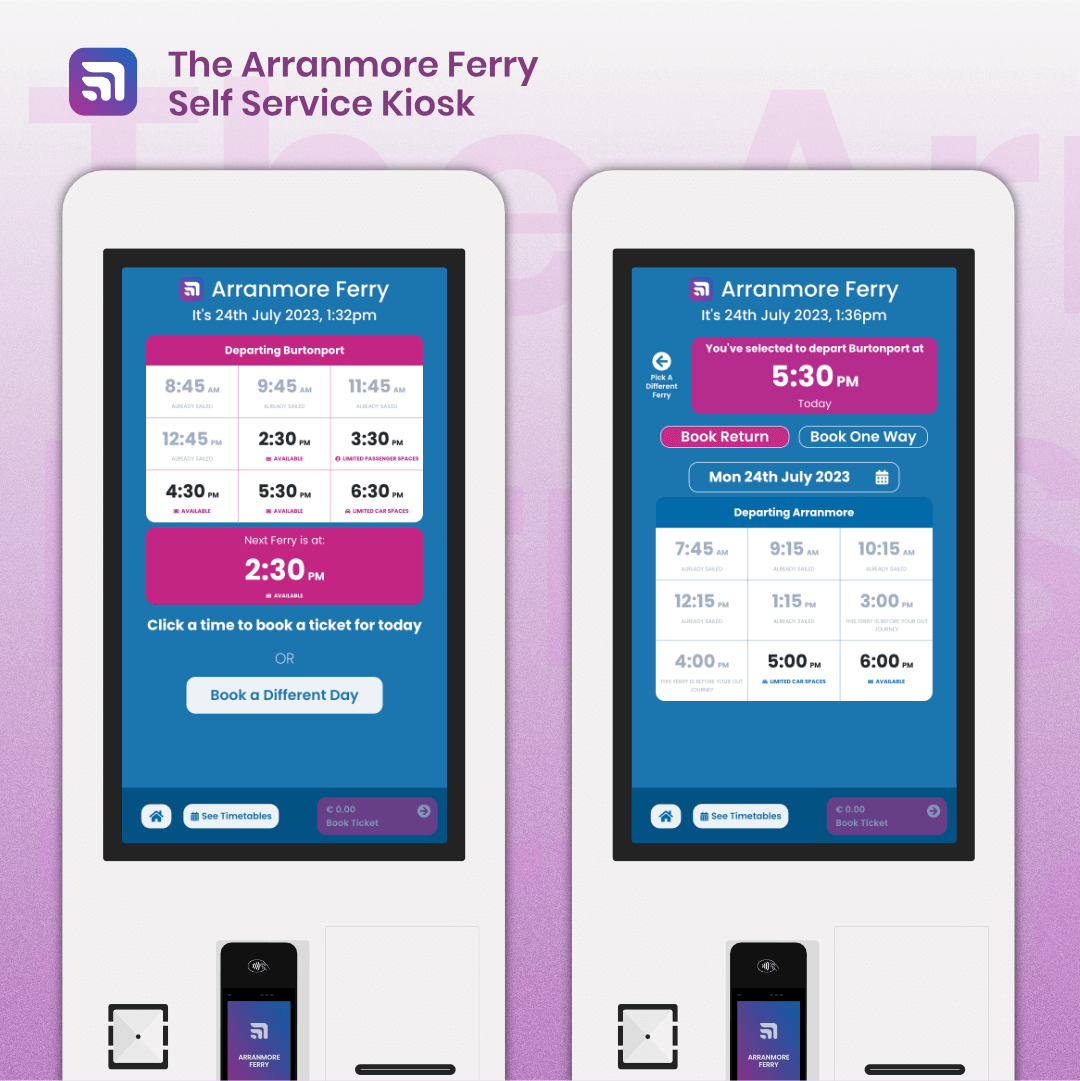 The Arranmore Ferry
Self Service Kiosk
The Arr
Arranmore Ferry
It's 24th July 2023, 1:32pm
Departing Burtonport
8:45 AM
ALREADY SAILED
9:45 AM
ALREADY SAILED
11:45 AM
ALREADY SAILED
12:45 PM
ALREADY SAILED
2:30 PM
AVAILABLE
3:30 PM
LIMITED PASSENGER SPACES
4:30 PM
AVAILABLE
5:30 PM
AVAILABLE
6:30 PM
LIMITED CAR SPACES
Next Ferry is at:
2:30 PM
AVAILABLE
Click a time to book a ticket for today
OR
Book a Different Day
See Timetables
€ 0.00
Book Ticket
ARRANMORE
FERRY
Arranmore Ferry
It's 24th July 2023, 1:36pm
Pick A
Different
Ferry
You've selected to depart Burtonport at
5:30 PM
Today
Book Return
Book One Way
Mon 24th July 2023
Departing Arranmore
7:45 AM
ALREADY SAILED
9:15 AM
ALREADY SAILED
10:15 AM
ALREADY SAILED
12:15 PM
ALREADY SAILED
1:15 PM
ALREADY SAILED
3:00 PM
THIS FERRY IS BEFORE YOUR OUT
JOURNEY
4:00 PM
THIS FERRY IS BEFORE YOUR OUT
JOURNEY
5:00 PM
LIMITED CAR SPACES
6:00 PM
AVAILABLE
See Timetables
€ 0.00
Book Ticket
ARRANMORE
FERRY